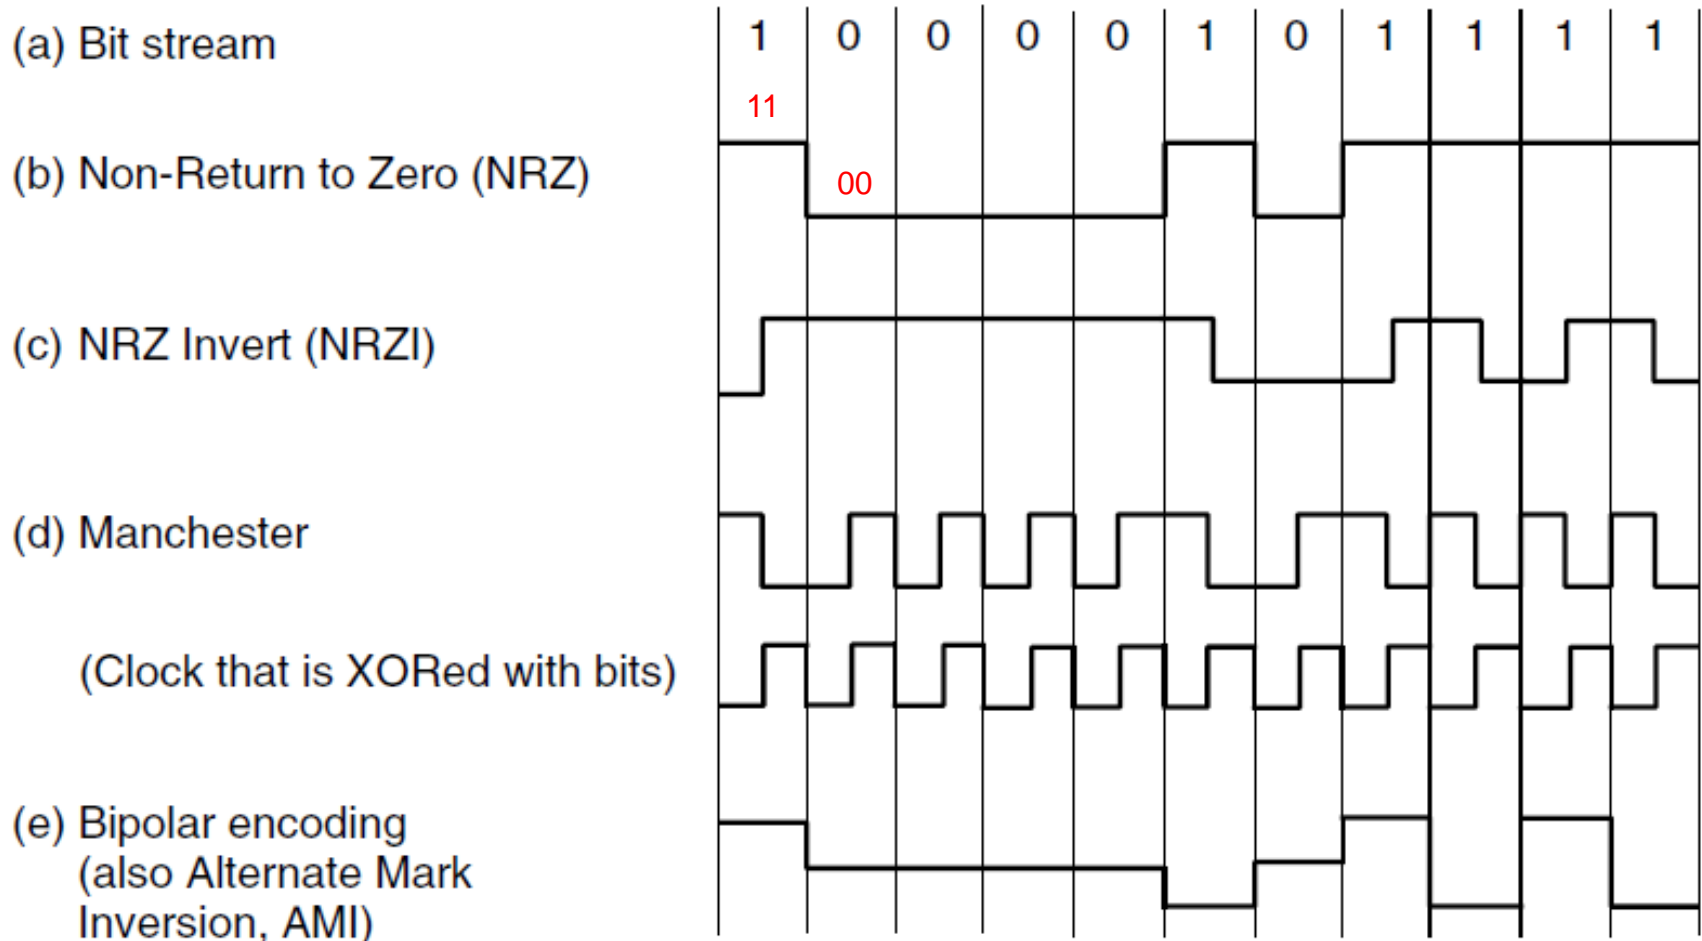 (a) Bit stream 1 0 0 0 0 1 0 1 1 1 1
11
(b) Non-Return to Zero (NRZ)
00
(c) NRZ Invert (NRZI)
(d) Manchester
(Clock that is XORed with bits)
(e) Bipolar encoding
(also Alternate Mark
Inversion, AMI)